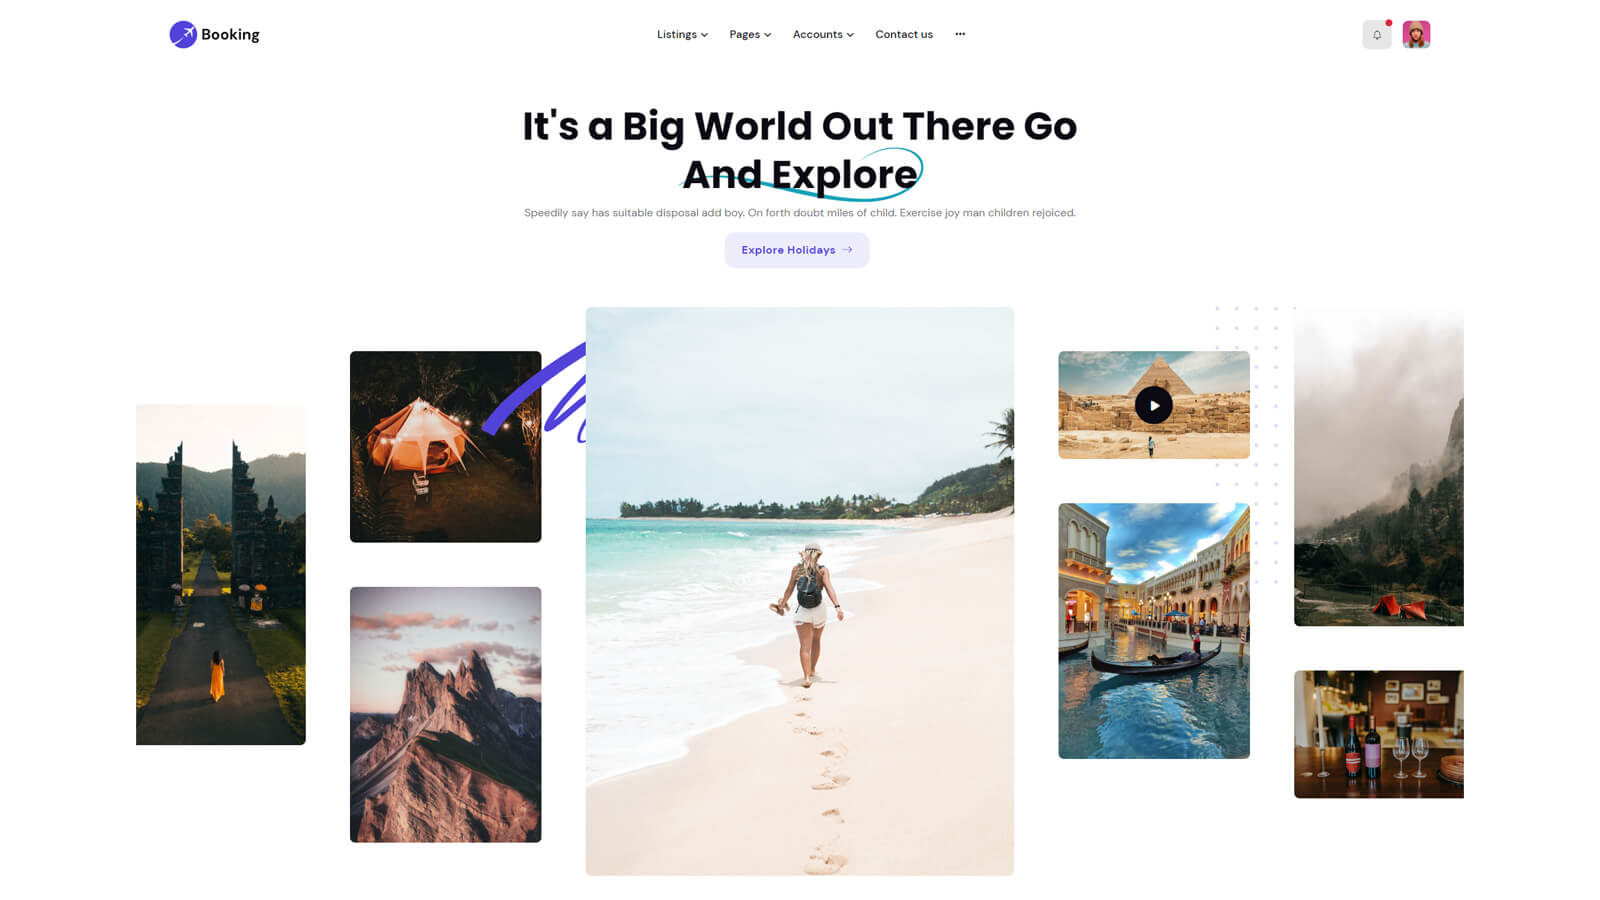 Booking
Listings
Pages
Accounts
Contact us
It's a Big World Out There Go
And Explore
Speedily say has suitable disposal add boy. On forth doubt miles of child. Exercise joy man children rejoiced.
Explore Holidays